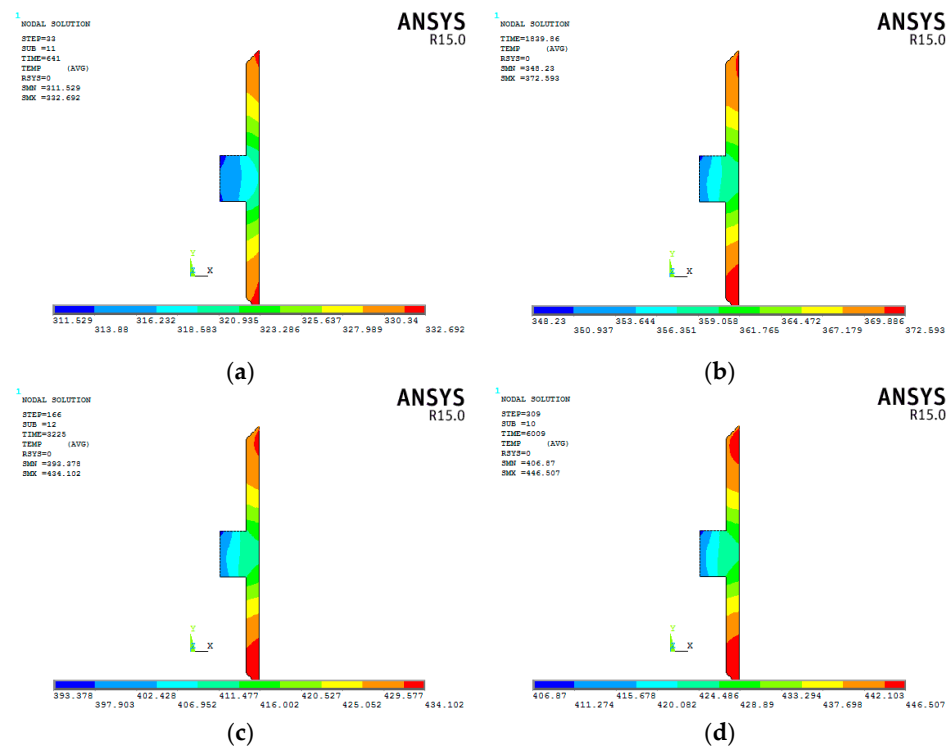 1
NODAL SOLUTION
STEP=33
SUB =11
TIME=641
TEMP (AVG)
RSYS=0
SMN =311.529
SMX =332.692
ANSYS
R15.0
Y
Z X
311.529 316.232 320.935 325.637 330.34
313.88 318.583 323.286 327.989 332.692
(a)
1
NODAL SOLUTION
TIME=1839.86
TEMP (AVG)
RSYS=0
SMN =348.23
SMX =372.593
ANSYS
R15.0
Y
Z X
348.23 353.644 359.058 364.472 369.886
350.937 356.351 361.765 367.179 372.593
(b)
1
NODAL SOLUTION
STEP=166
SUB =12
TIME=3225
TEMP (AVG)
RSYS=0
SMN =393.378
SMX =434.102
ANSYS
R15.0
Y
Z X
393.378 402.428 411.477 420.527 429.577
397.903 406.952 416.002 425.052 434.102
(c)
1
NODAL SOLUTION
STEP=309
SUB =10
TIME=6009
TEMP (AVG)
RSYS=0
SMN =406.87
SMX =446.507
ANSYS
R15.0
Y
Z X
406.87 415.678 424.486 433.294 442.103
411.274 420.082 428.89 437.698 446.507
(d)